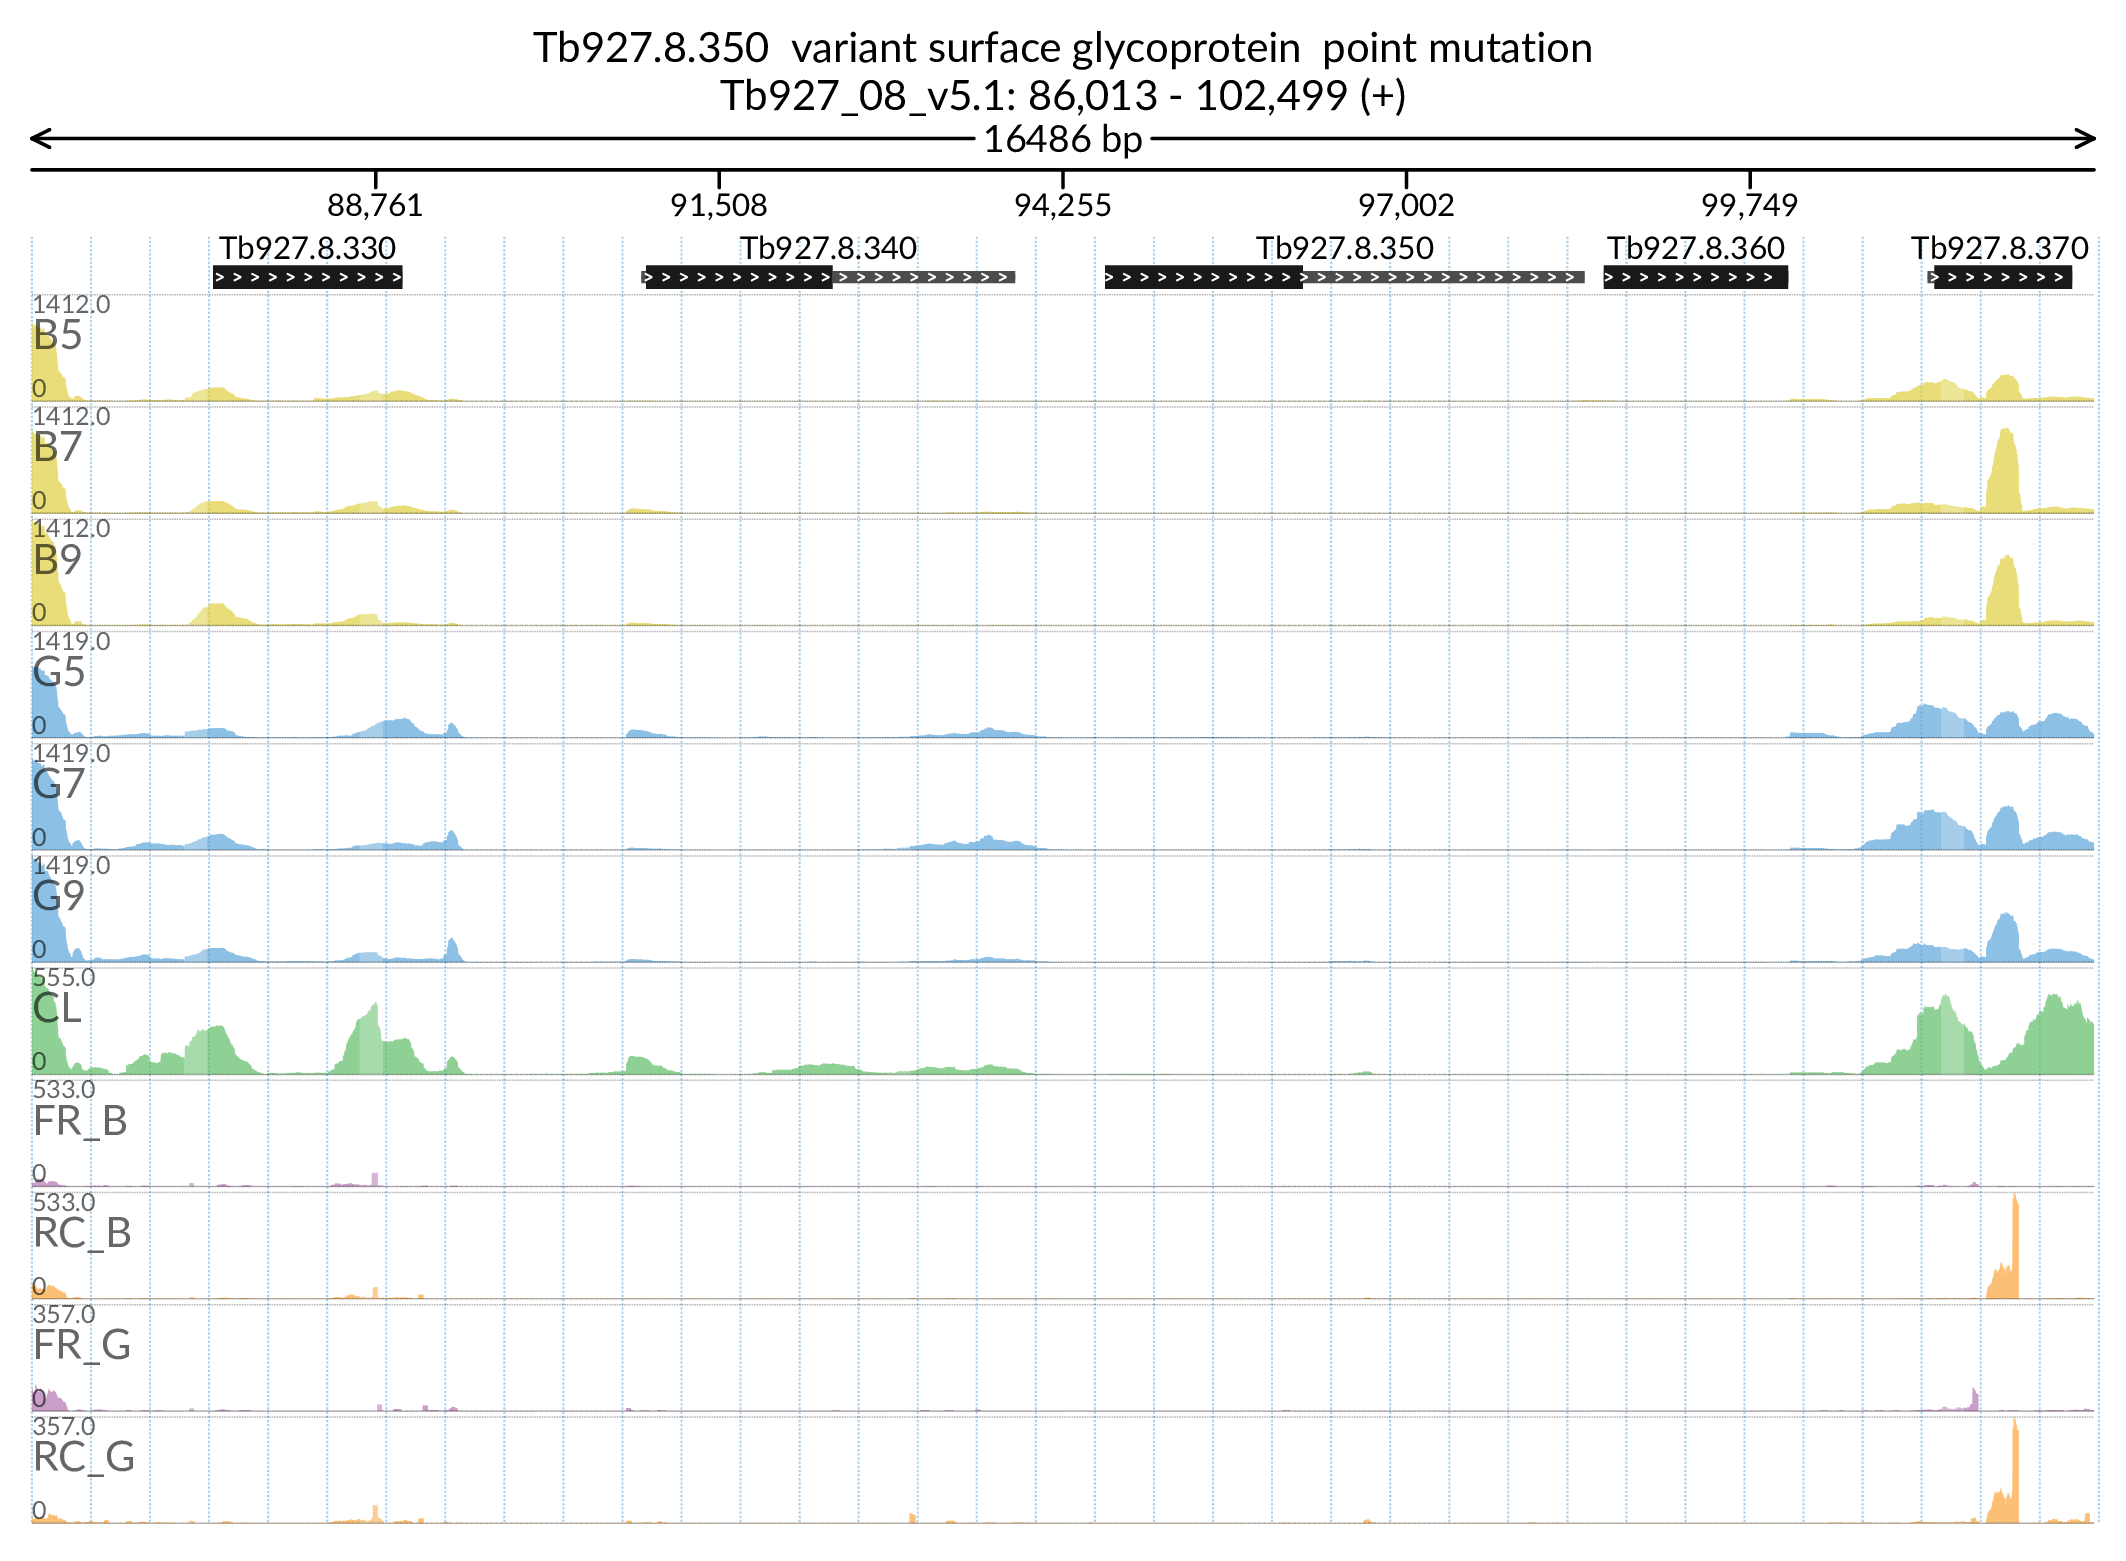 Tb927.8.350 variant surface glycoprotein point mutation
Tb927_08_v5.1: 86,013 - 102,499 (+)
16486 bp
88,761 91,508 94,255 97,002 99,749
Tb927.8.330 Tb927.8.340 Tb927.8.350 Tb927.8.360 Tb927.8.370
1412.0
B5
0
1412.0
B7
0
1412.0
B9
0
1419.0
G5
0
1419.0
G7
0
1419.0
G9
0
555.0
CL
0
533.0
FR_B
0
533.0
RC_B
0
357.0
FR_G
0
357.0
RC_G
0